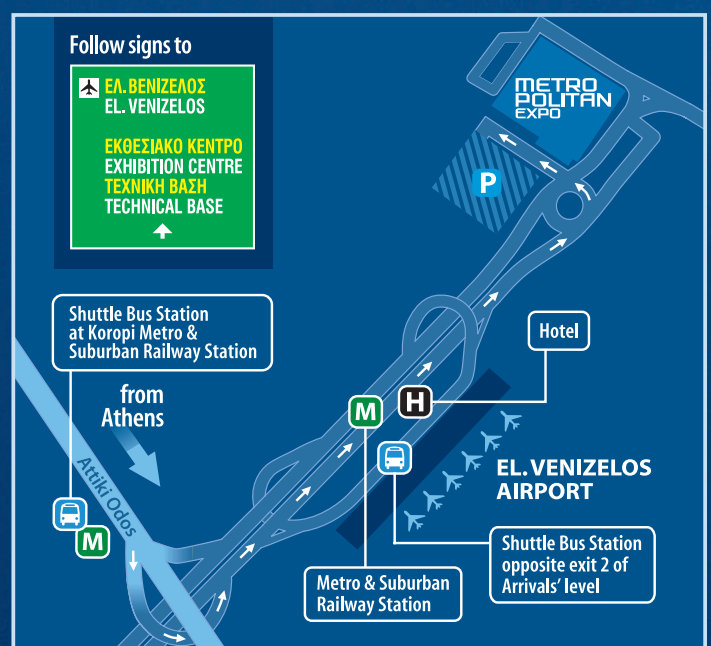 Follow signs to
ΕΛ. ΒΕΝΙΖΕΛΟΣ
EL. VENIZELOS
ΕΚΘΕΣΙΑΚΟ ΚΕΝΤΡΟ
EXHIBITION CENTRE
ΤΕΧΝΙΚΗ ΒΑΣΗ
TECHNICAL BASE
METRO
POLITAN
EXPO
P
Shuttle Bus Station
at Koropi Metro &
Suburban Railway Station
Hotel
from
Athens
M
H
Attiki Odos
M
EL. VENIZELOS
AIRPORT
Metro & Suburban
Railway Station
Shuttle Bus Station
opposite exit 2 of
Arrivals' level